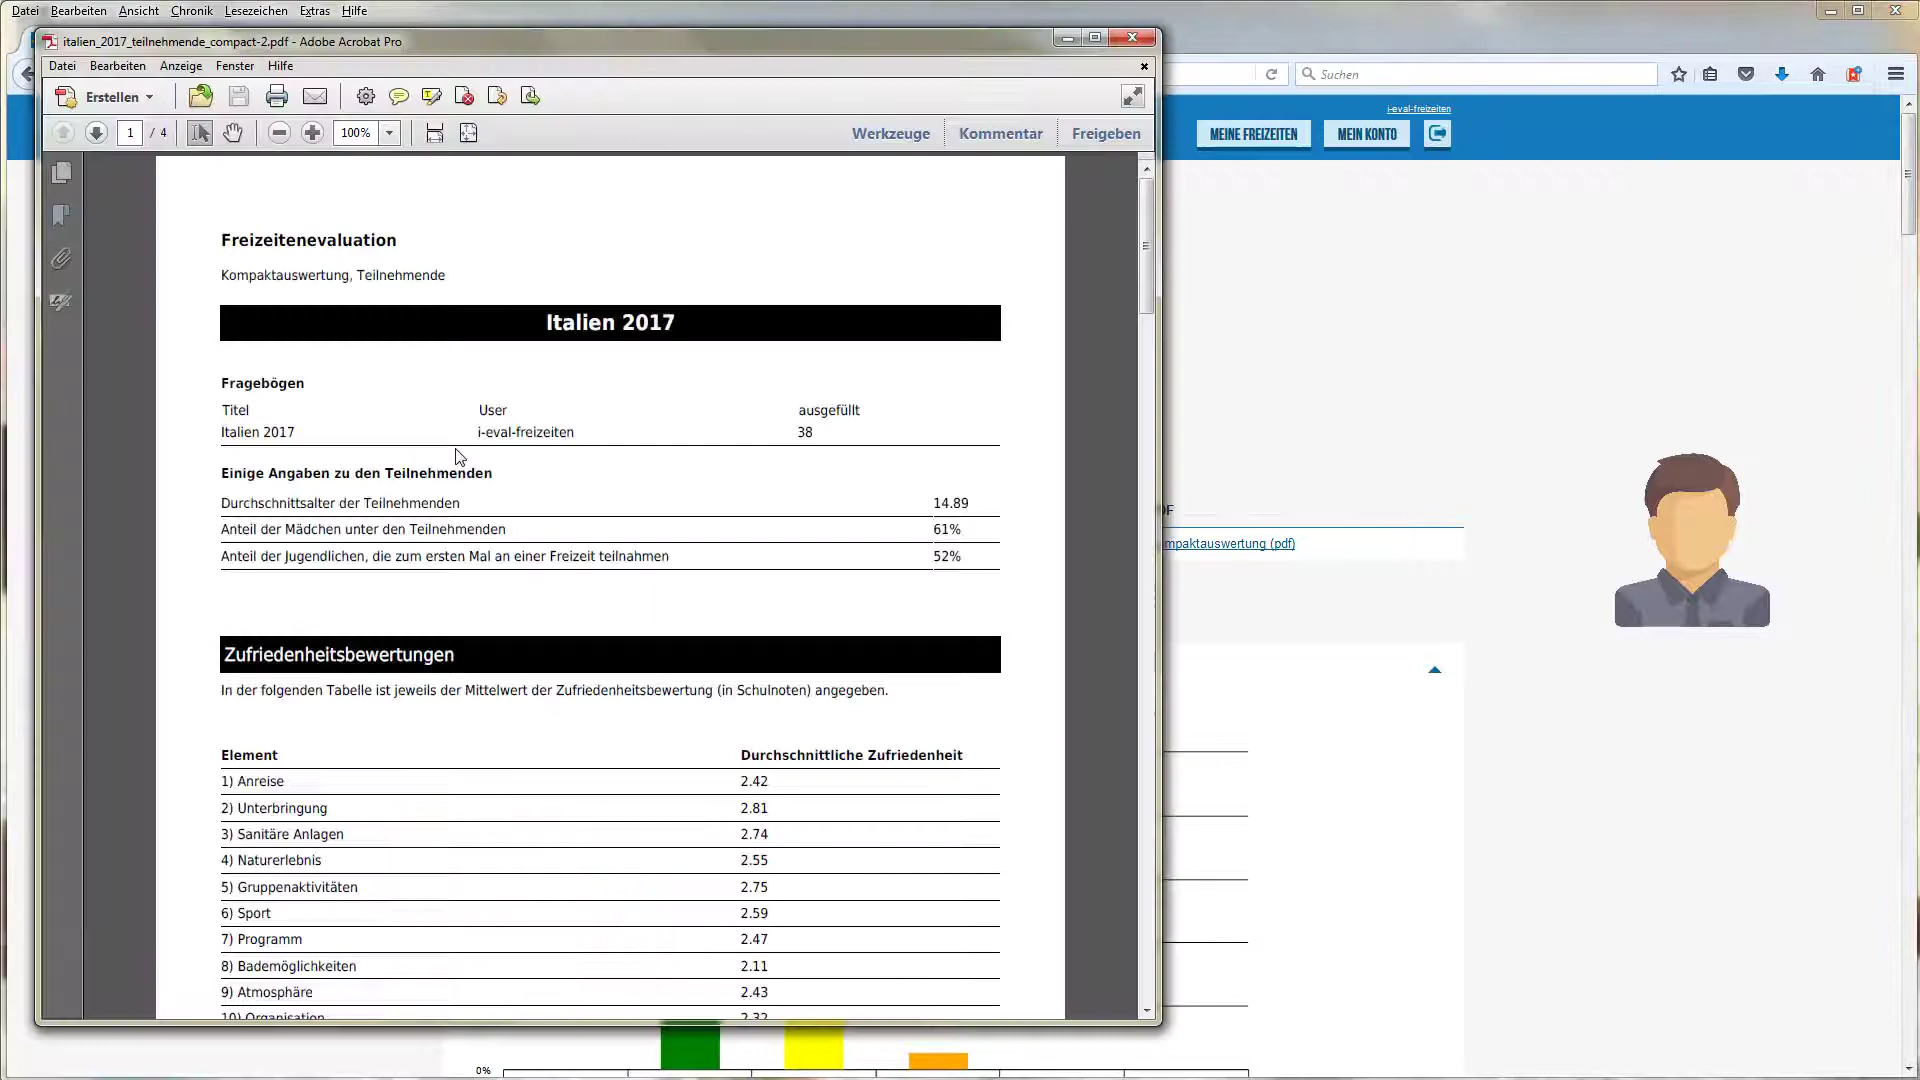 Datei Bearbeiten Ansicht Chronik Lesezeichen Extras Hilfe
italien_2017_teilnehmende_compact-2.pdf - Adobe Acrobat Pro
Datei Bearbeiten Anzeige Fenster Hilfe
Suchen
Erstellen
1 / 4 100% Werkzeuge Kommentar Freigeben
i-eval-freizeiten
MEINE FREIZEITEN MEIN KONTO
Freizeitenevaluation
Kompaktauswertung, Teilnehmende
Italien 2017
Fragebögen
Titel User ausgefüllt
Italien 2017 i-eval-freizeiten 38
Einige Angaben zu den Teilnehmenden
Durchschnittsalter der Teilnehmenden 14.89
Anteil der Mädchen unter den Teilnehmenden 61%
Anteil der Jugendlichen, die zum ersten Mal an einer Freizeit teilnahmen 52%
DF
mpaktauswertung (pdf)
Zufriedenheitsbewertungen
In der folgenden Tabelle ist jeweils der Mittelwert der Zufriedenheitsbewertung (in Schulnoten) angegeben.
Element Durchschnittliche Zufriedenheit
1) Anreise 2.42
2) Unterbringung 2.81
3) Sanitäre Anlagen 2.74
4) Naturerlebnis 2.55
5) Gruppenaktivitäten 2.75
6) Sport 2.59
7) Programm 2.47
8) Bademöglichkeiten 2.11
9) Atmosphäre 2.43
10) Organisation 2.32
0%